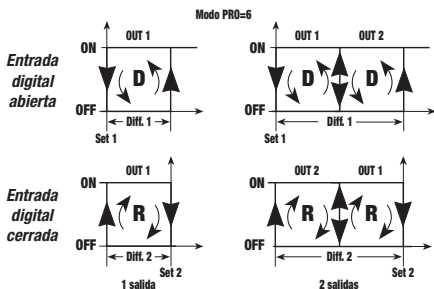 Modo PRO=6
Entrada
digital
abierta
ON
OUT 1
D
OFF
Diff. 1
Set 1
OUT 1
OUT 2
ON
D
D
OFF
Diff. 1
Set 1
Entrada
digital
cerrada
ON
OUT 1
R
OFF
Diff. 2
Set 2
1 salida
OUT 2
OUT 1
ON
R
R
OFF
Diff. 2
Set 2
2 salidas